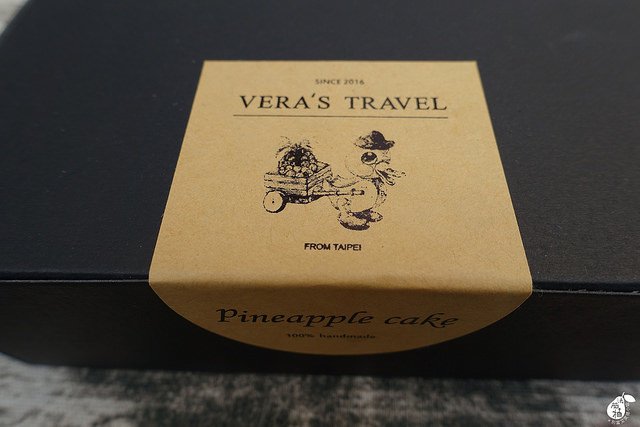 SINCE 2016
VERA'S TRAVEL
FROM TAIPEI
Pineapple cake
100% handmade